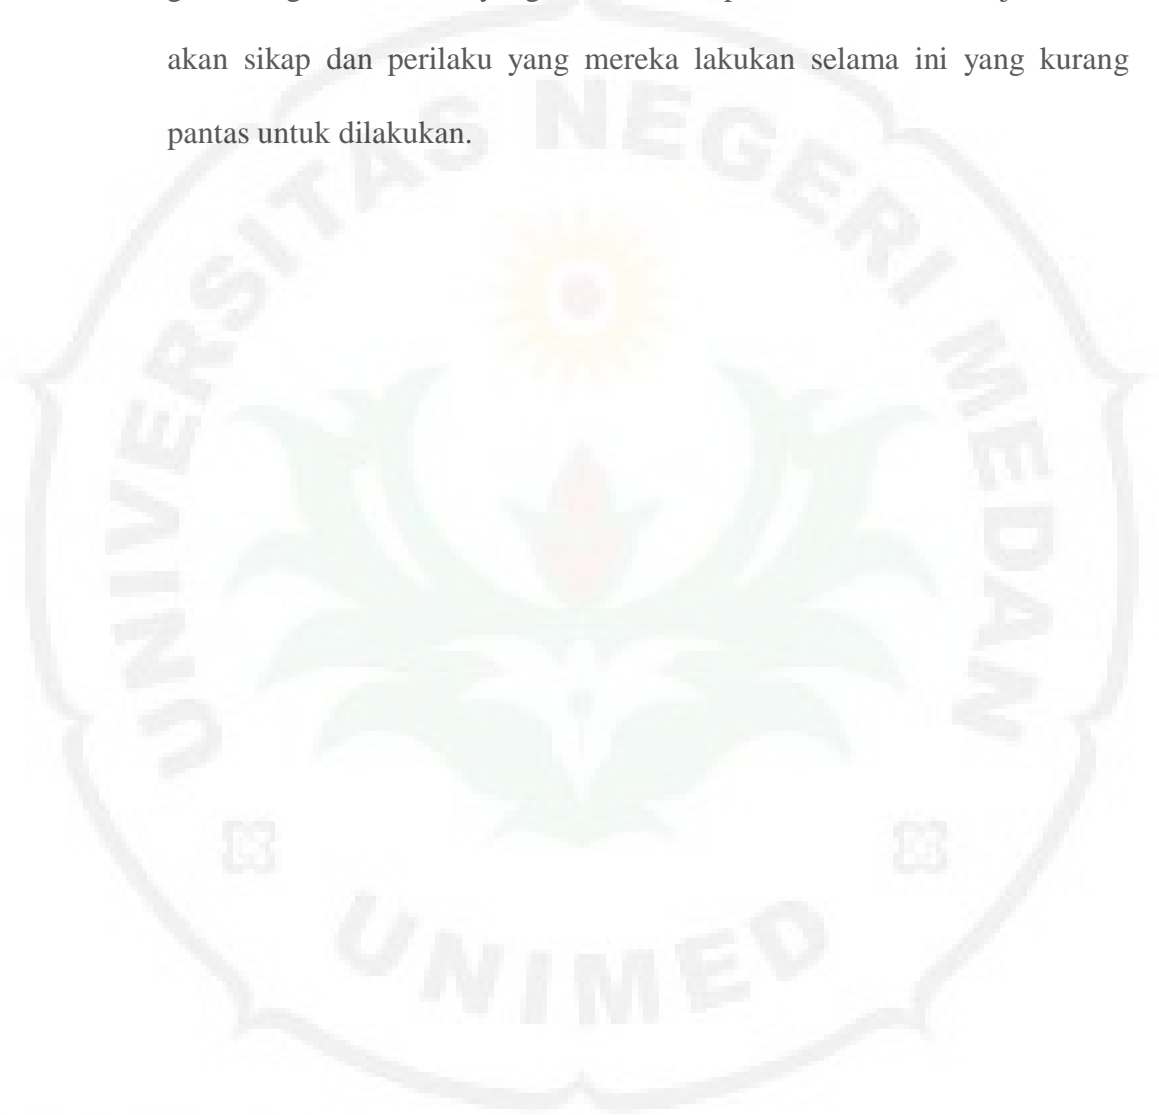 akan sikap dan perilaku yang mereka lakukan selama ini yang kurang
pantas untuk dilakukan.
UNIVERSITAS NEGERI MEDAN
UNIMED